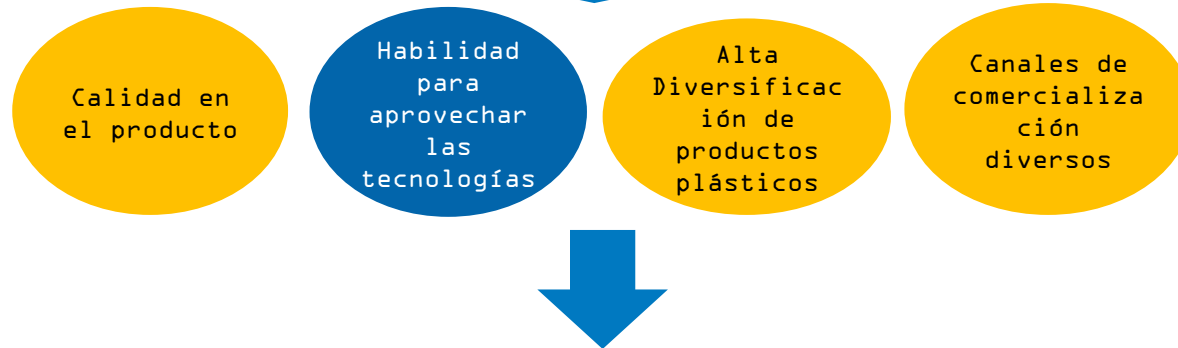 Calidad en
el producto
Habilidad
para
aprovechar
las
tecnologías
Alta
Diversificac
ión de
productos
plásticos
Canales de
comercializa
ción
diversos